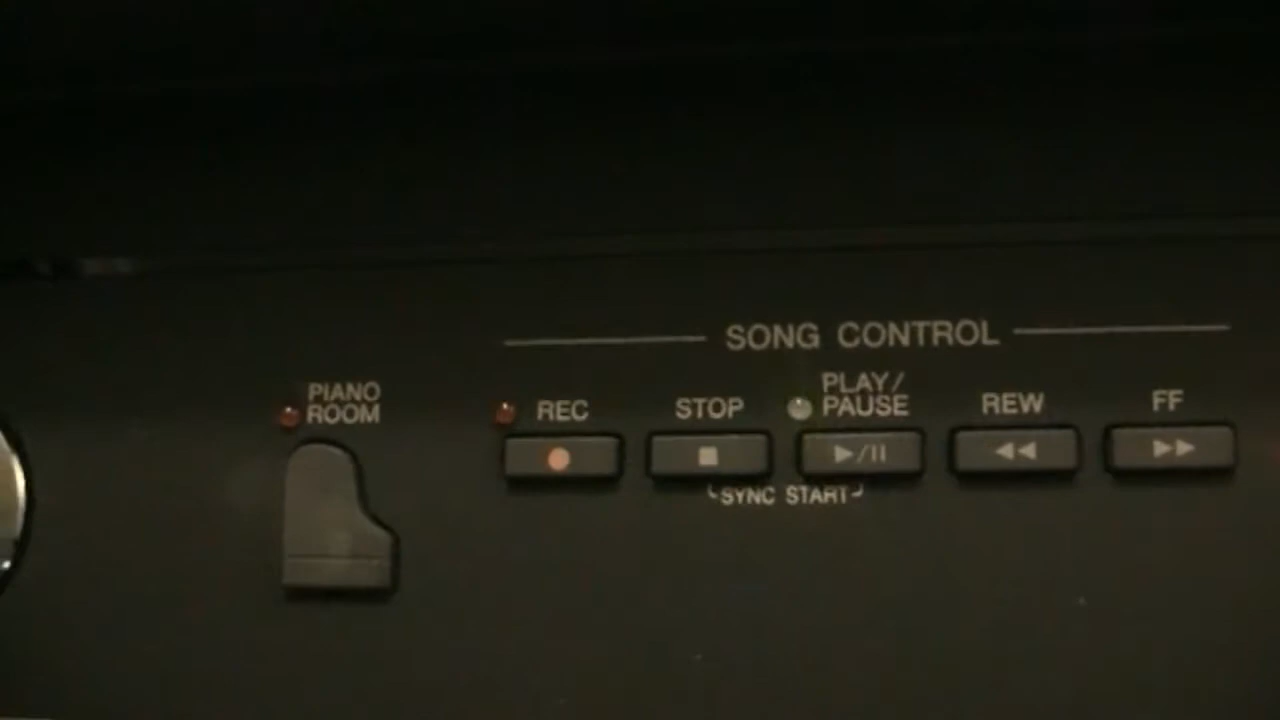 SONG CONTROL
PIANO
ROOM
REC
STOP
PLAY/
PAUSE
REW
FF
SYNC START